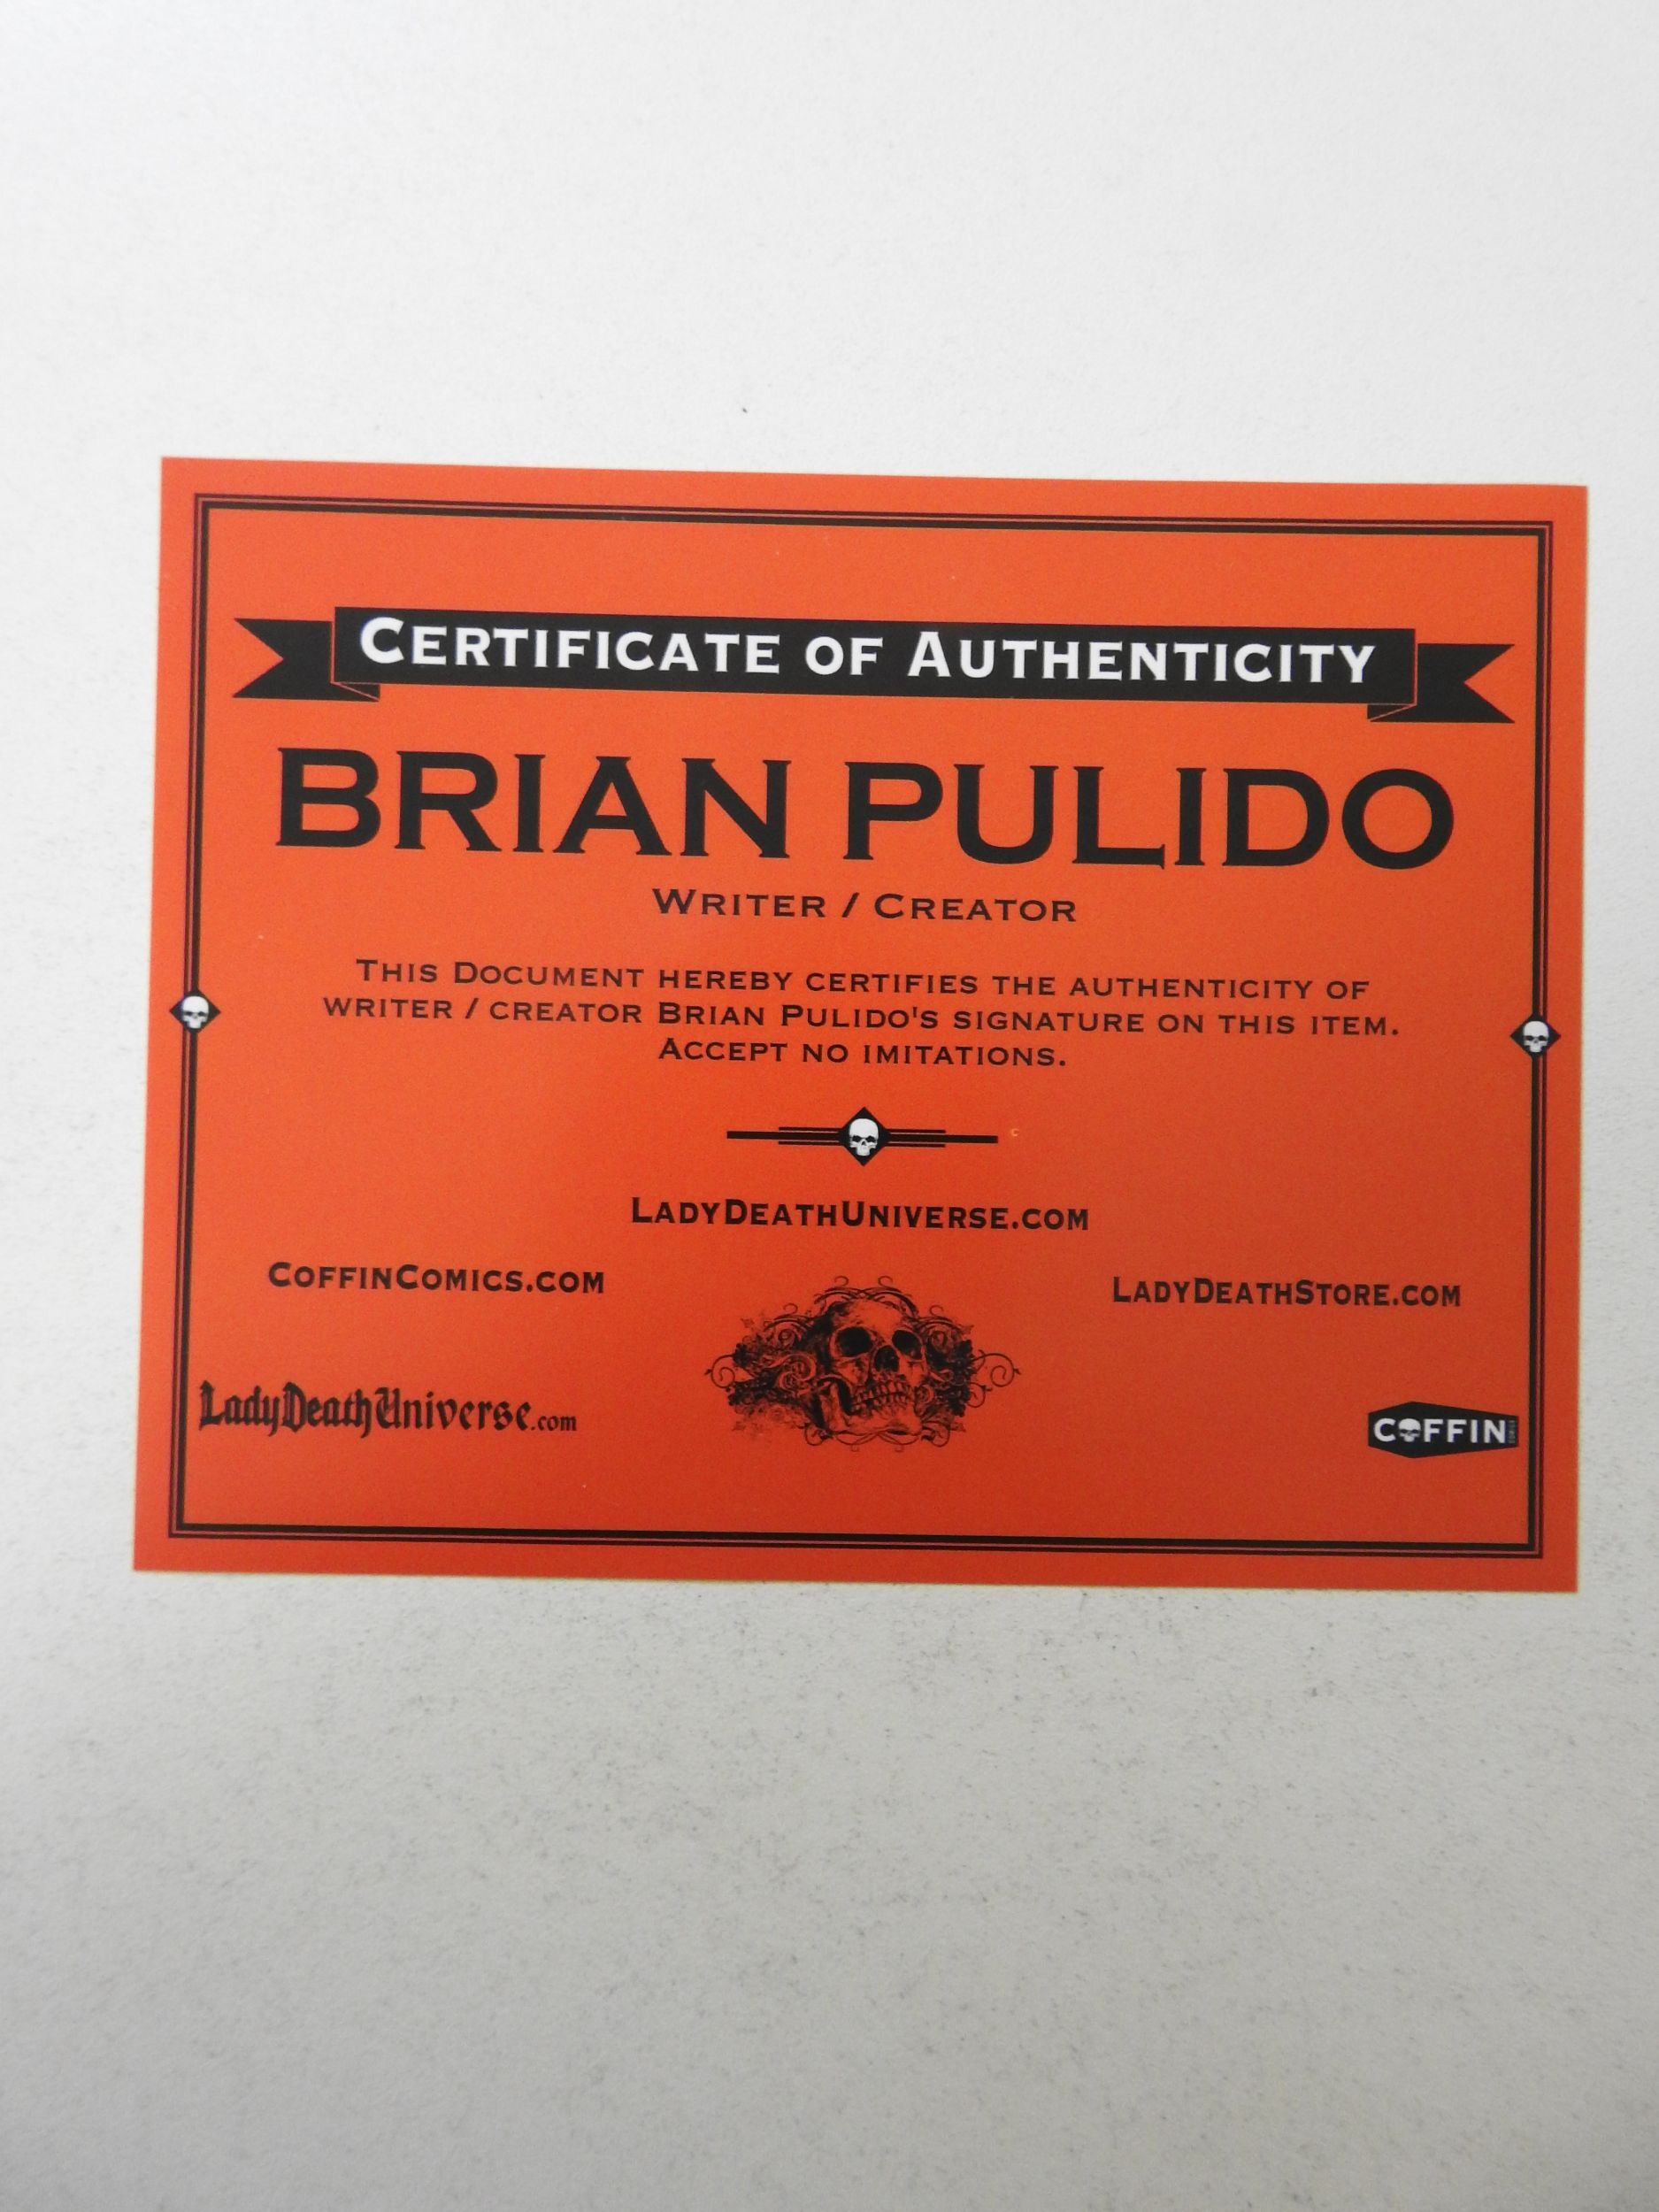 CERTIFICATE OF AUTHENTICITY
BRIAN PULIDO
WRITER / CREATOR
THIS DOCUMENT HEREBY CERTIFIES THE AUTHENTICITY OF
WRITER / CREATOR BRIAN PULIDO'S SIGNATURE ON THIS ITEM.
ACCEPT NO IMITATIONS.
LADYDEATHUNIVERSE.COM
COFFINCOMICS.COM
LADYDEATHSTORE.COM
LadyDeathUniverse.com
COFFIN